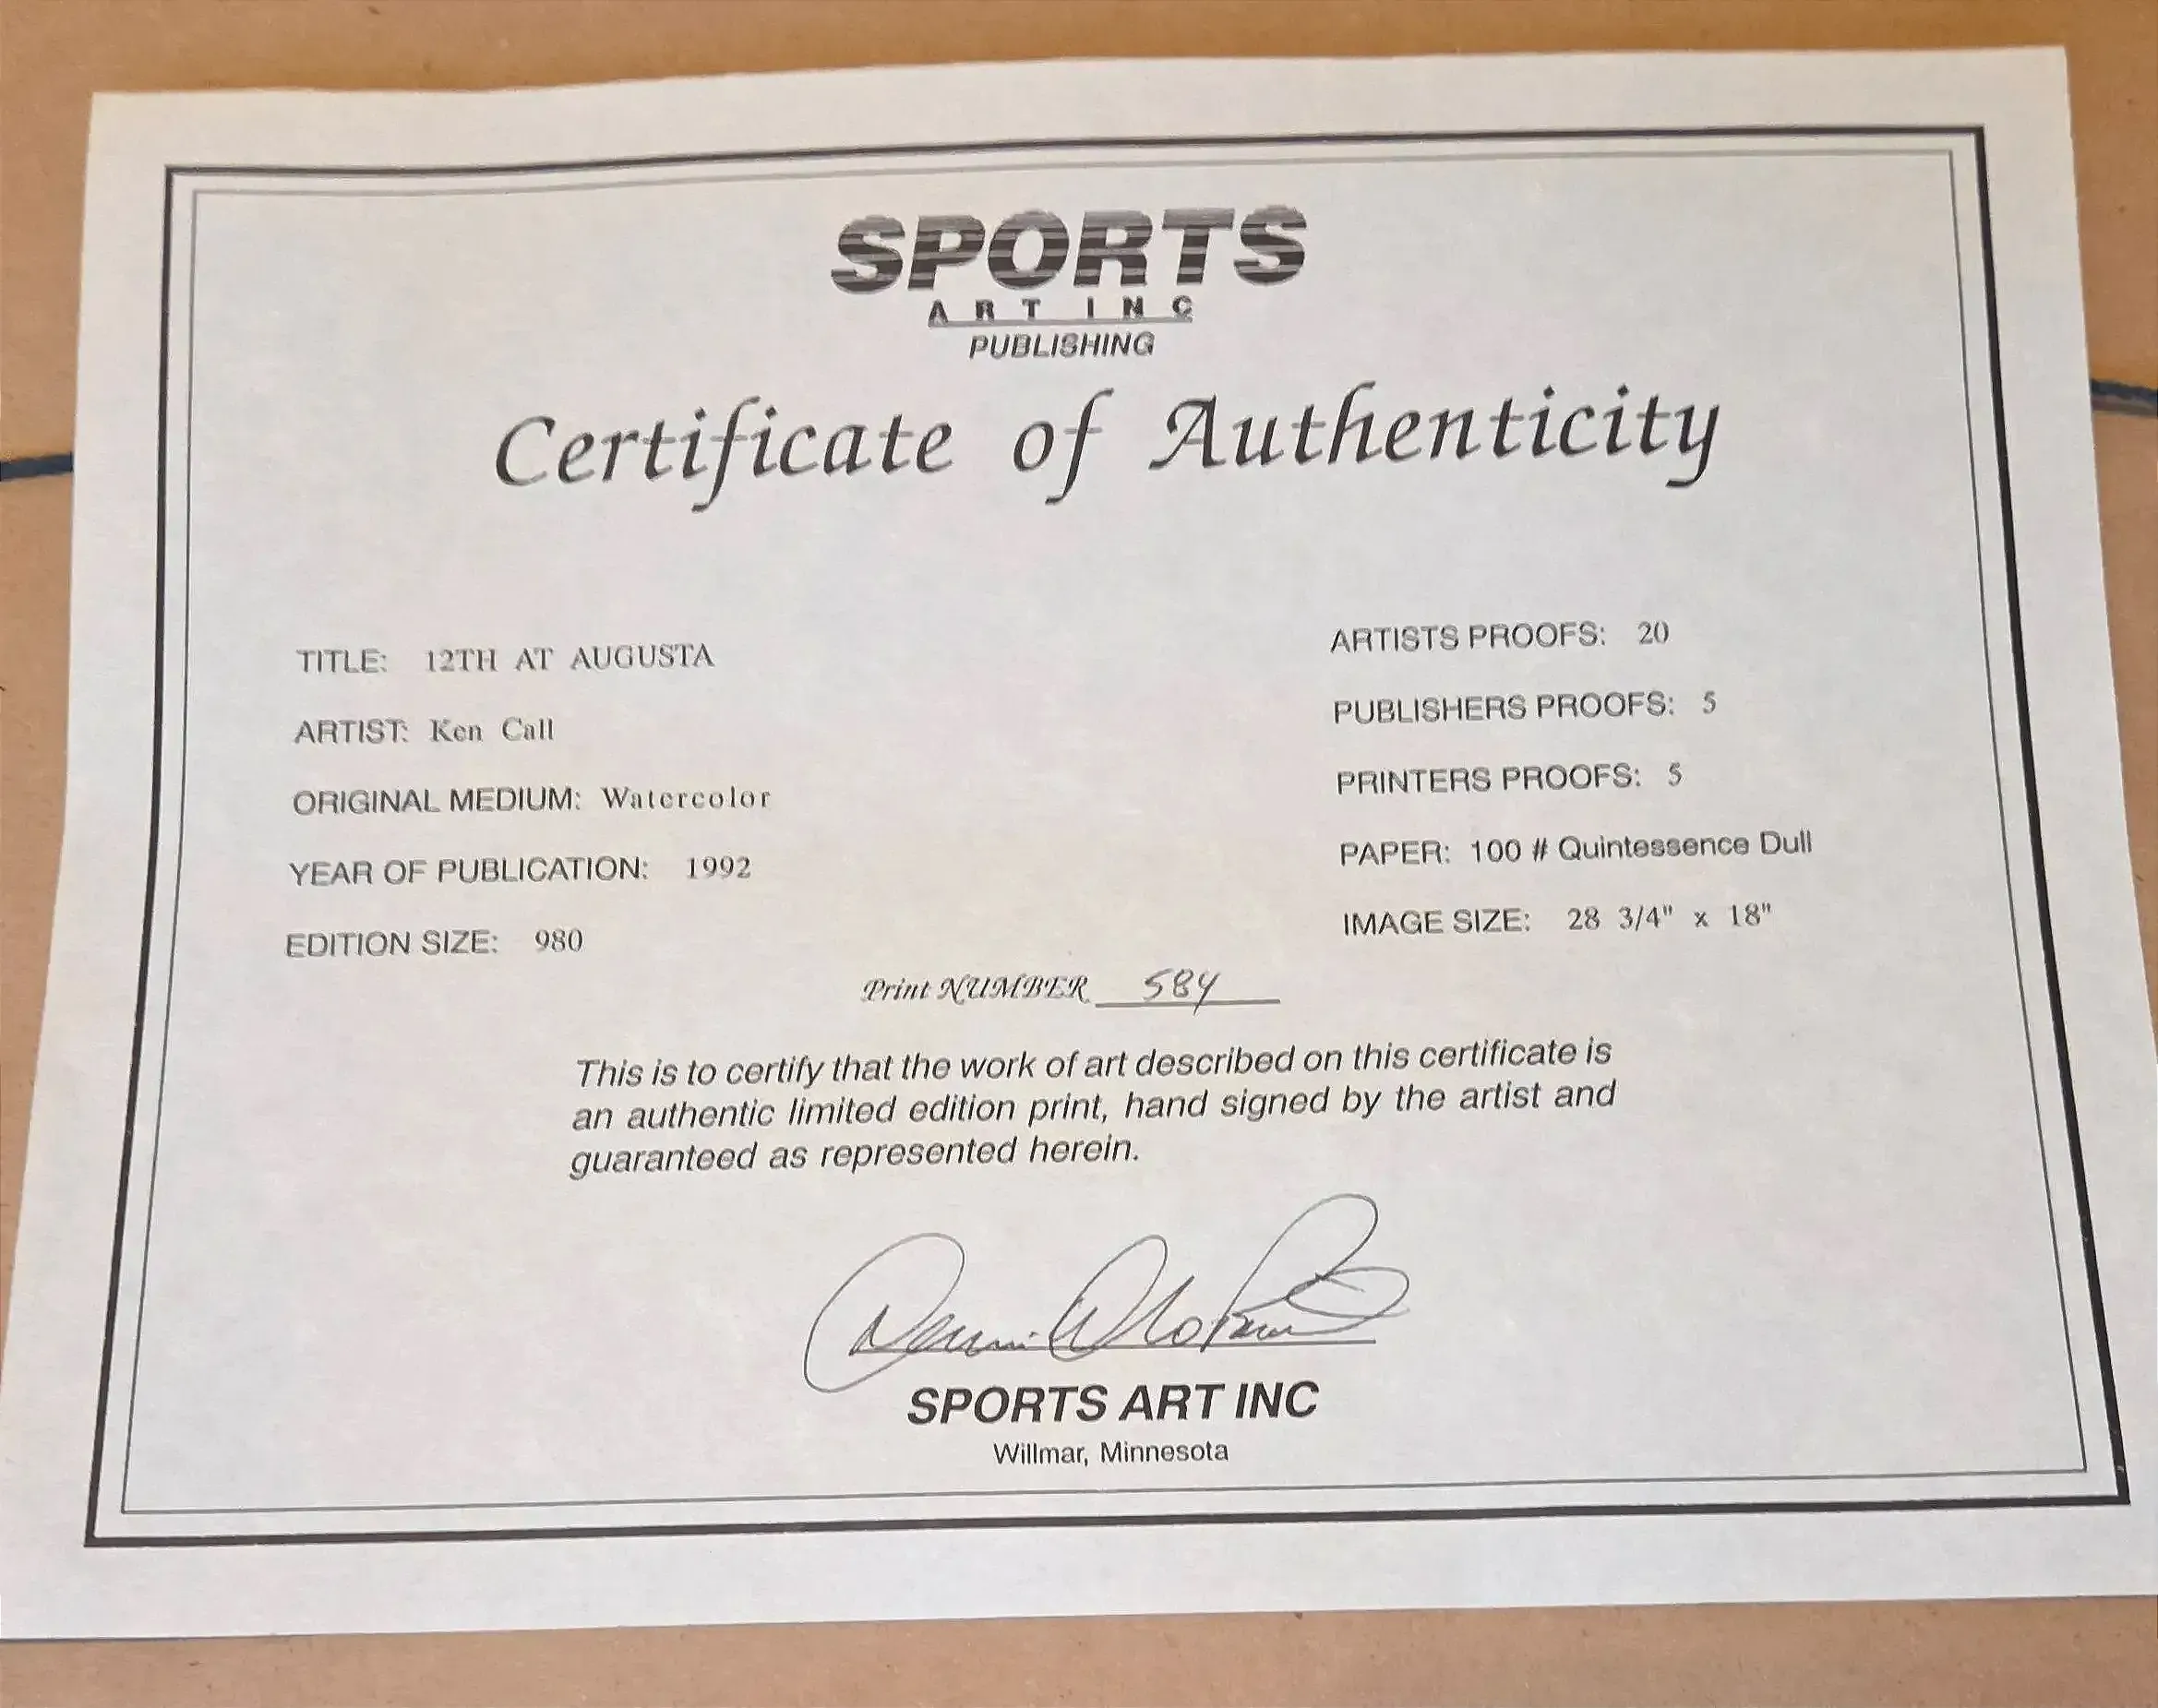 SPORTS
ART INC
PUBLISHING
Certificate of Authenticity
TITLE: 12TH AT AUGUSTA
ARTIST: Ken Call
ORIGINAL MEDIUM: Watercolor
YEAR OF PUBLICATION: 1992
EDITION SIZE: 980
ARTISTS PROOFS: 20
PUBLISHERS PROOFS: 5
PRINTERS PROOFS: 5
PAPER: 100 # Quintessence Dull
IMAGE SIZE: 28 3/4" x 18"
Print NUMBER 584
This is to certify that the work of art described on this certificate is
an authentic limited edition print, hand signed by the artist and
guaranteed as represented herein.
SPORTS ART INC
Willmar, Minnesota